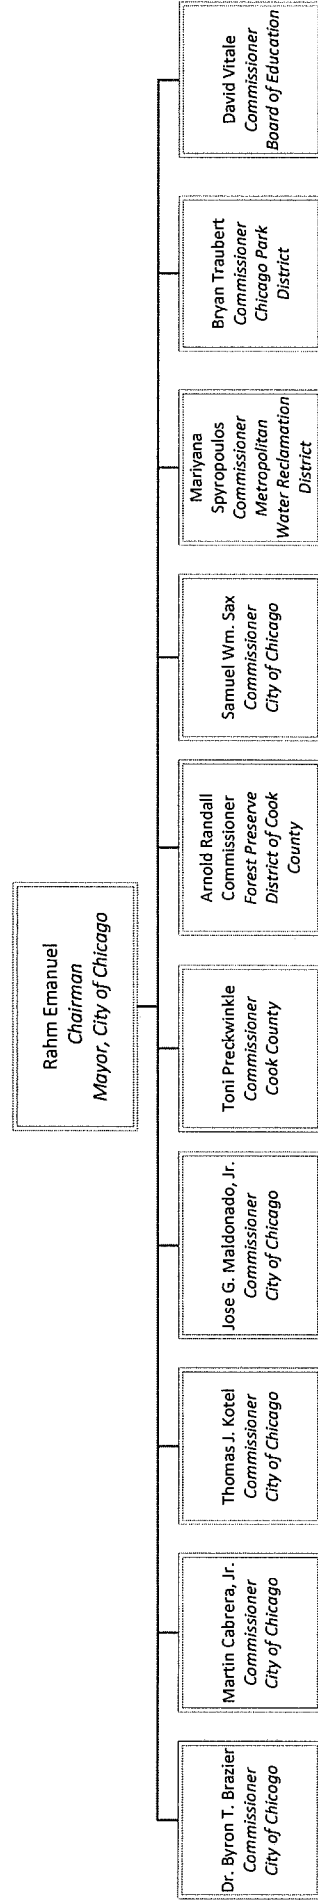 Rahm Emanuel
Chairman
Mayor, City of Chicago
Dr. Byron T. Brazier
Commissioner
City of Chicago
Martin Cabrera, Jr.
Commissioner
City of Chicago
Thomas J. Kotel
Commissioner
City of Chicago
Jose G. Maldonado, Jr.
Commissioner
City of Chicago
Toni Preckwinkle
Commissioner
Cook County
Arnold Randall
Commissioner
Forest Preserve
District of Cook
County
Samuel Wm. Sax
Commissioner
City of Chicago
Mariyana
Spyropoulos
Commissioner
Metropolitan
Water Reclamation
District
Bryan Traubert
Commissioner
Chicago Park
District
David Vitale
Commissioner
Board of Education